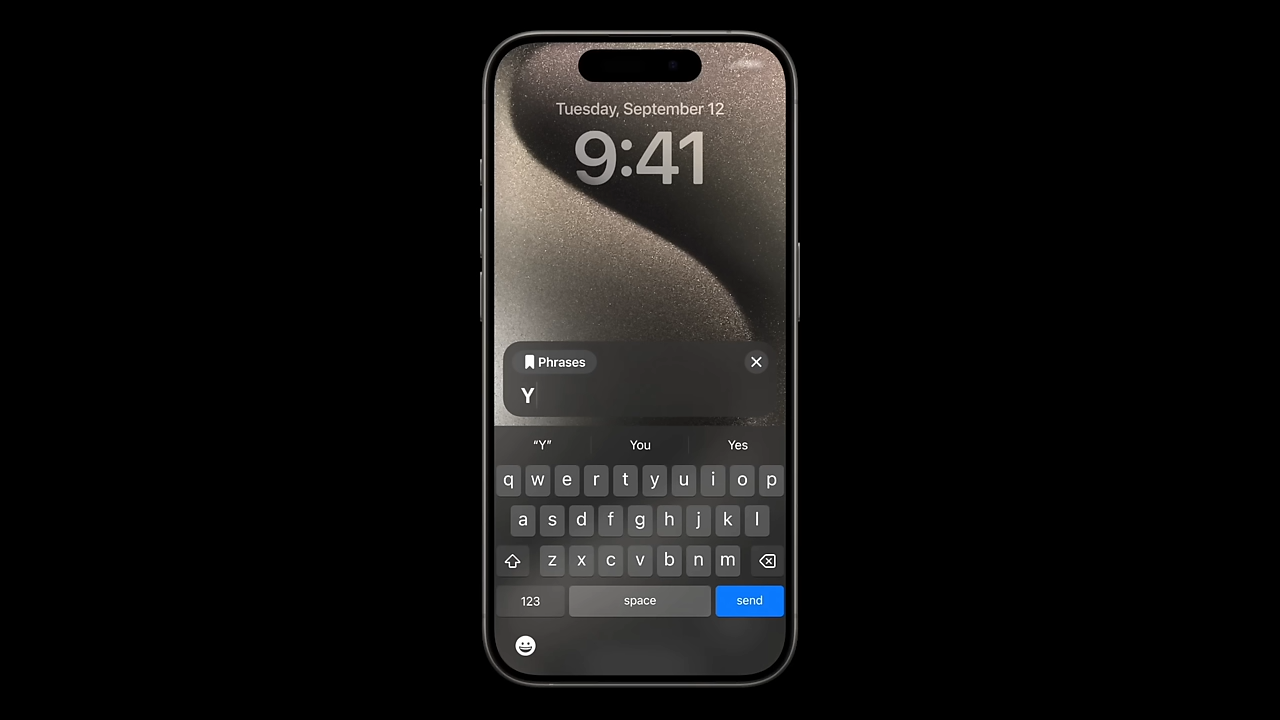 Tuesday, September 12
9:41
Phrases
Y
“Y” You Yes
q w e r t y u i o p
a s d f g h j k l
z x c v b n m
123 space send